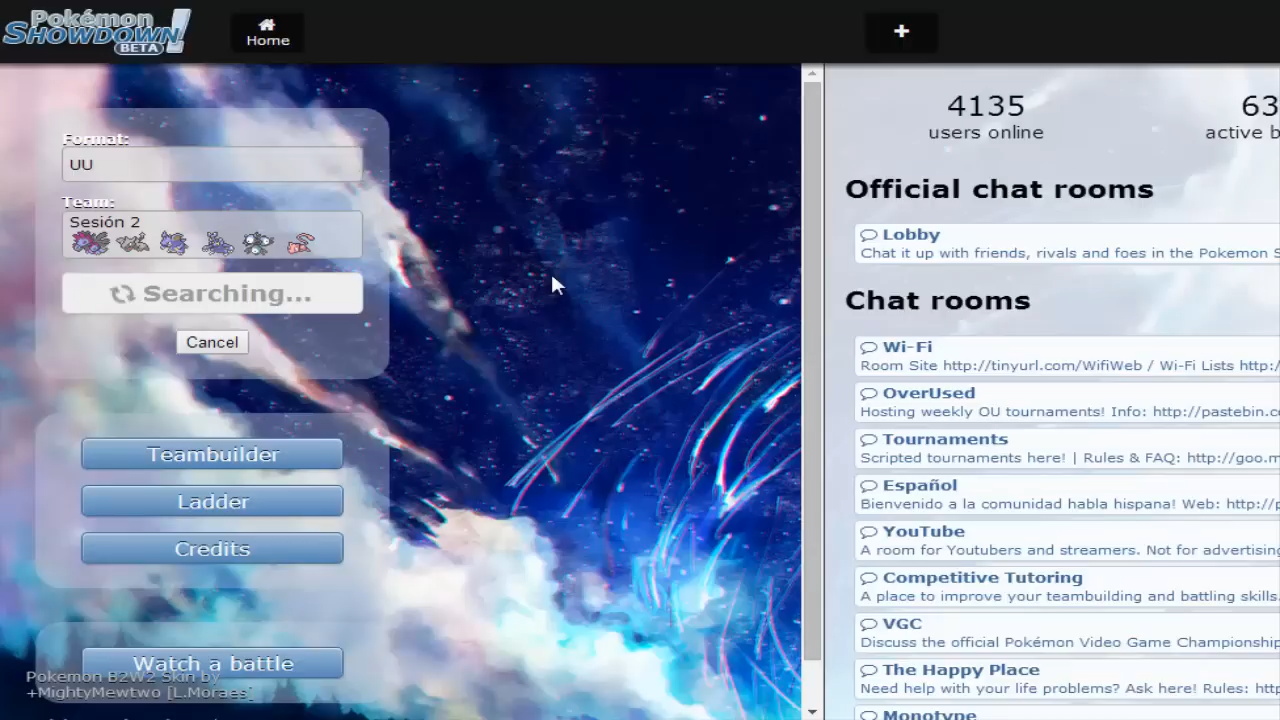 Pokémon
SHOWDOWN!
BETA
Home
+
Format:
UU
Team:
Sesión 2
Searching...
Cancel
Teambuilder
Ladder
Credits
Watch a battle
Pokemon B2W2 Skin by
+MightyMewtwo [L.Moraes]
4135
users online
63
active b
Official chat rooms
Lobby
Chat it up with friends, rivals and foes in the Pokemon S
Chat rooms
Wi-Fi
Room Site http://tinyurl.com/WifiWeb / Wi-Fi Lists http:
OverUsed
Hosting weekly OU tournaments! Info: http://pastebin.c
Tournaments
Scripted tournaments here! | Rules & FAQ: http://goo.m
Español
Bienvenido a la comunidad habla hispana! Web: http://p
YouTube
A room for Youtubers and streamers. Not for advertising
Competitive Tutoring
A place to improve your teambuilding and battling skills.
VGC
Discuss the official Pokémon Video Game Championship
The Happy Place
Need help with your life problems? Ask here! Rules: http
Monotype